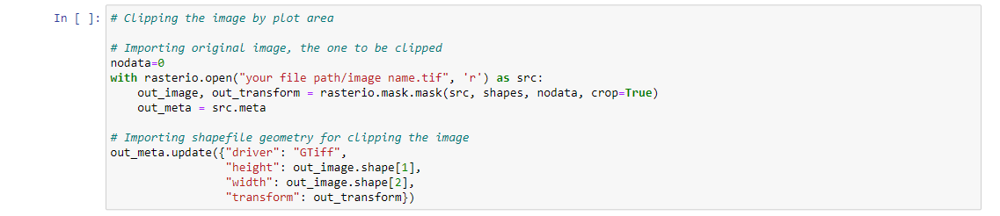 In [ ]: # Clipping the image by plot area

# Importing original image, the one to be clipped
nodata=0
with rasterio.open("your file path/image name.tif", 'r') as src:
    out_image, out_transform = rasterio.mask.mask(src, shapes, nodata, crop=True)
    out_meta = src.meta

# Importing shapefile geometry for clipping the image
out_meta.update({"driver": "GTiff",
                 "height": out_image.shape[1],
                 "width": out_image.shape[2],
                 "transform": out_transform})